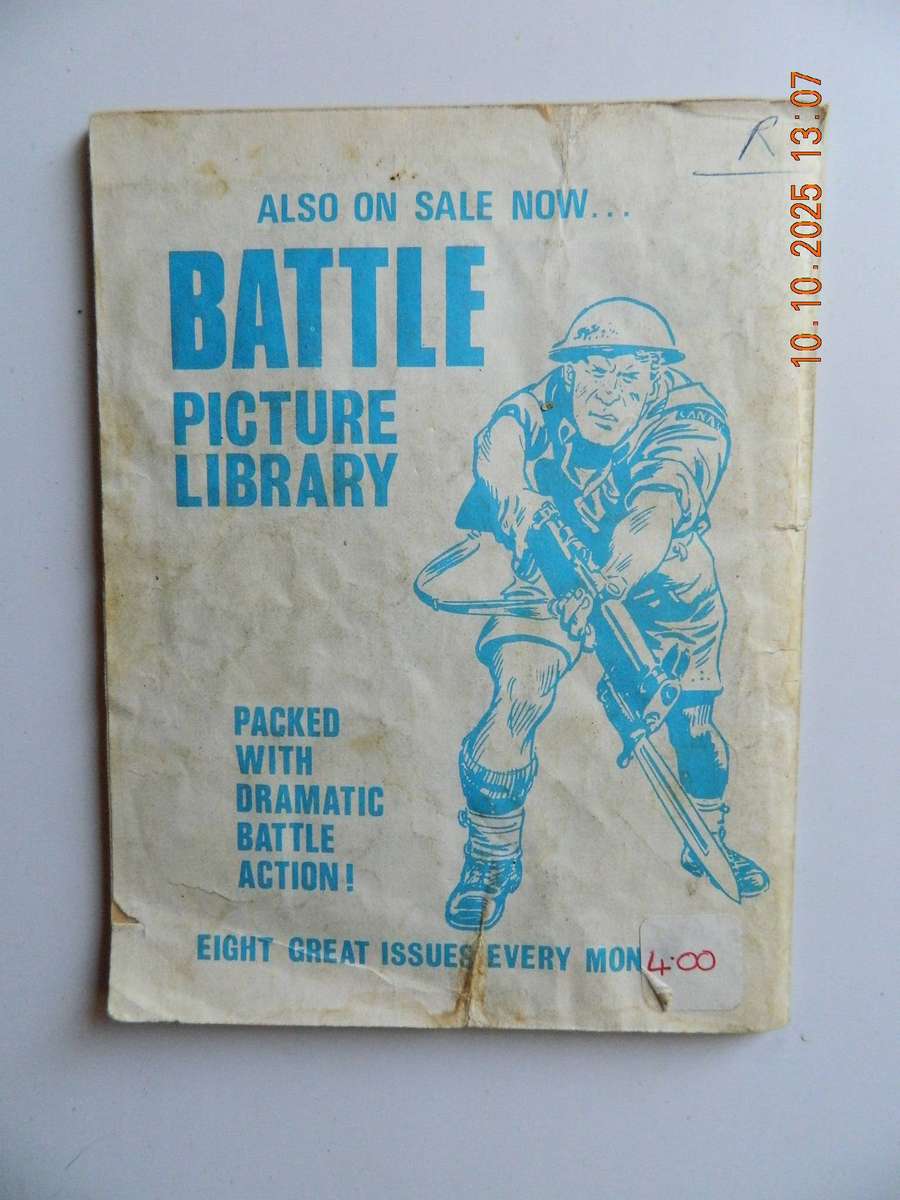 R
ALSO ON SALE NOW...
BATTLE
PICTURE
LIBRARY
CANA
PACKED
WITH
DRAMATIC
BATTLE
ACTION!
EIGHT GREAT ISSUES EVERY MON
4.00
10.10.2025 13:07